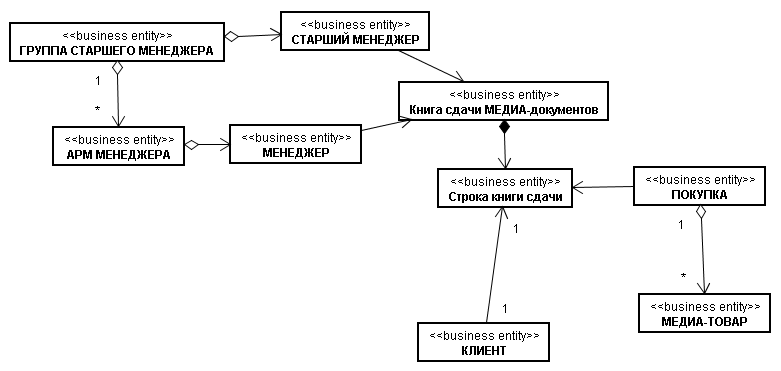 <<business entity>>
СТАРШИЙ МЕНЕДЖЕР
<<business entity>>
ГРУППА СТАРШЕГО МЕНЕДЖЕРА
1
*
<<business entity>>
Книга сдачи МЕДИА-документов
<<business entity>>
АРМ МЕНЕДЖЕРА
<<business entity>>
МЕНЕДЖЕР
<<business entity>>
Строка книги сдачи
<<business entity>>
ПОКУПКА
1
1
*
<<business entity>>
МЕДИА-ТОВАР
1
<<business entity>>
КЛИЕНТ